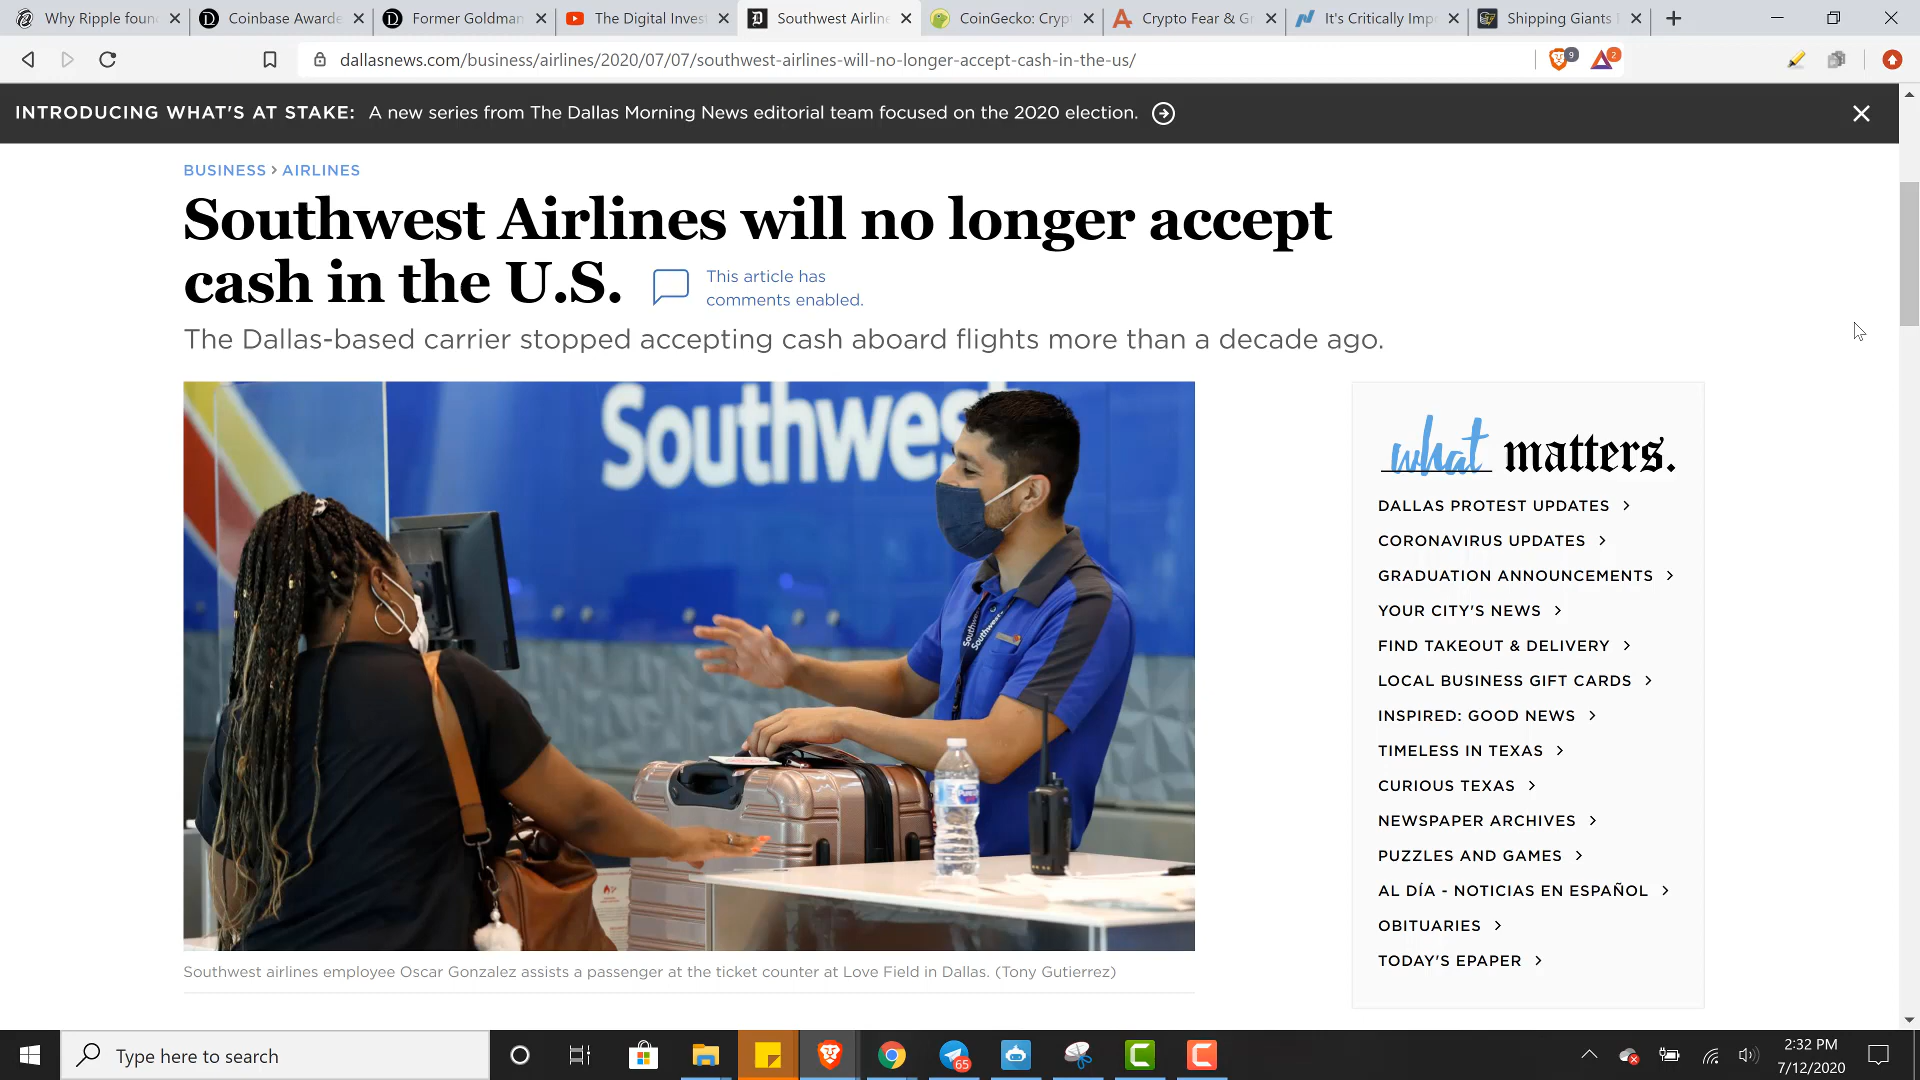 Why Ripple foun
Coinbase Awarde
Former Goldman
The Digital Invest
Southwest Airline
CoinGecko: Crypt
Crypto Fear & Gr
It's Critically Imp
Shipping Giants
dallasnews.com/business/airlines/2020/07/07/southwest-airlines-will-no-longer-accept-cash-in-the-us/
9
2
INTRODUCING WHAT'S AT STAKE: A new series from The Dallas Morning News editorial team focused on the 2020 election.
BUSINESS > AIRLINES
Southwest Airlines will no longer accept
cash in the U.S.
This article has
comments enabled.
The Dallas-based carrier stopped accepting cash aboard flights more than a decade ago.
Southwes
Southwest
what matters.
DALLAS PROTEST UPDATES >
CORONAVIRUS UPDATES >
GRADUATION ANNOUNCEMENTS >
YOUR CITY'S NEWS >
FIND TAKEOUT & DELIVERY >
LOCAL BUSINESS GIFT CARDS >
INSPIRED: GOOD NEWS >
TIMELESS IN TEXAS >
CURIOUS TEXAS >
NEWSPAPER ARCHIVES >
PUZZLES AND GAMES >
AL DÍA - NOTICIAS EN ESPAÑOL >
OBITUARIES >
TODAY'S EPAPER >
Southwest airlines employee Oscar Gonzalez assists a passenger at the ticket counter at Love Field in Dallas. (Tony Gutierrez)
Type here to search
65
2:32 PM
7/12/2020